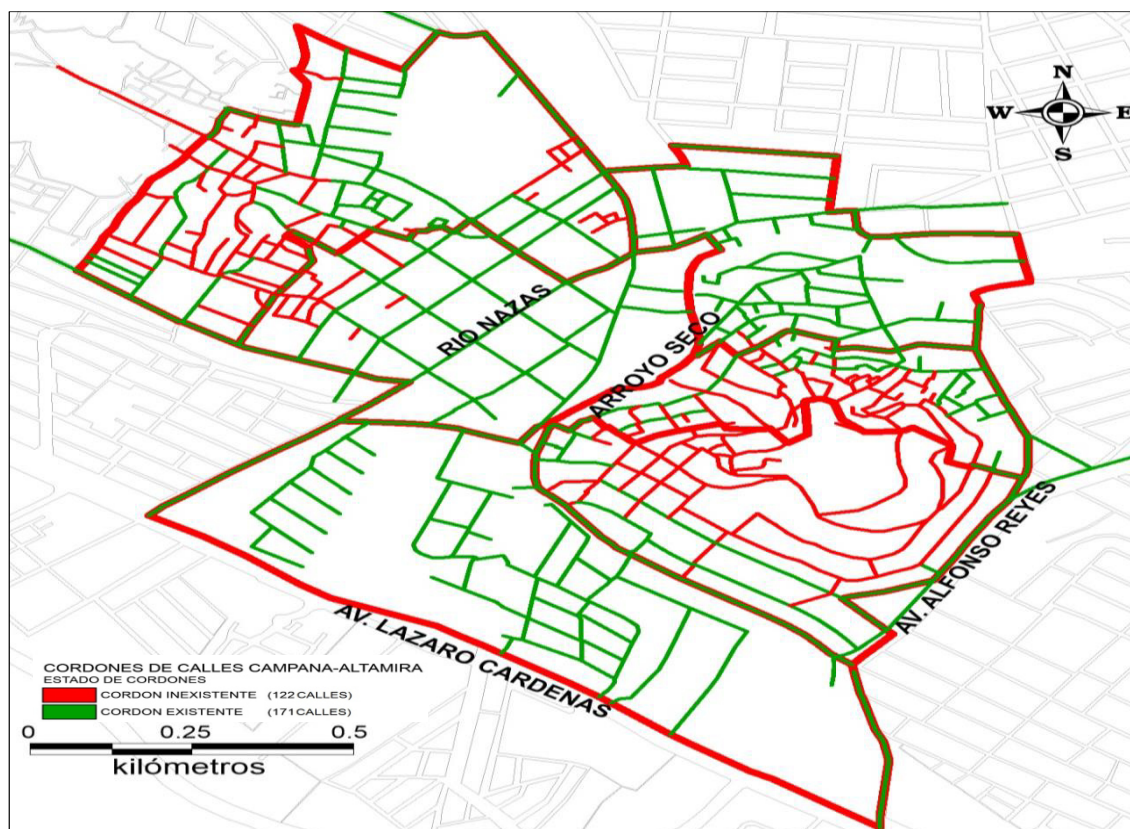 N
W E
S
RIO NAZAS
ARROYO SECO
AV. ALFONSO REYES
AV. LAZARO CARDENAS
CORDONES DE CALLES CAMPANA-ALTAMIRA
ESTADO DE CORDONES
CORDON INEXISTENTE (122 CALLES)
CORDON EXISTENTE (171 CALLES)
0 0.25 0.5
kilómetros